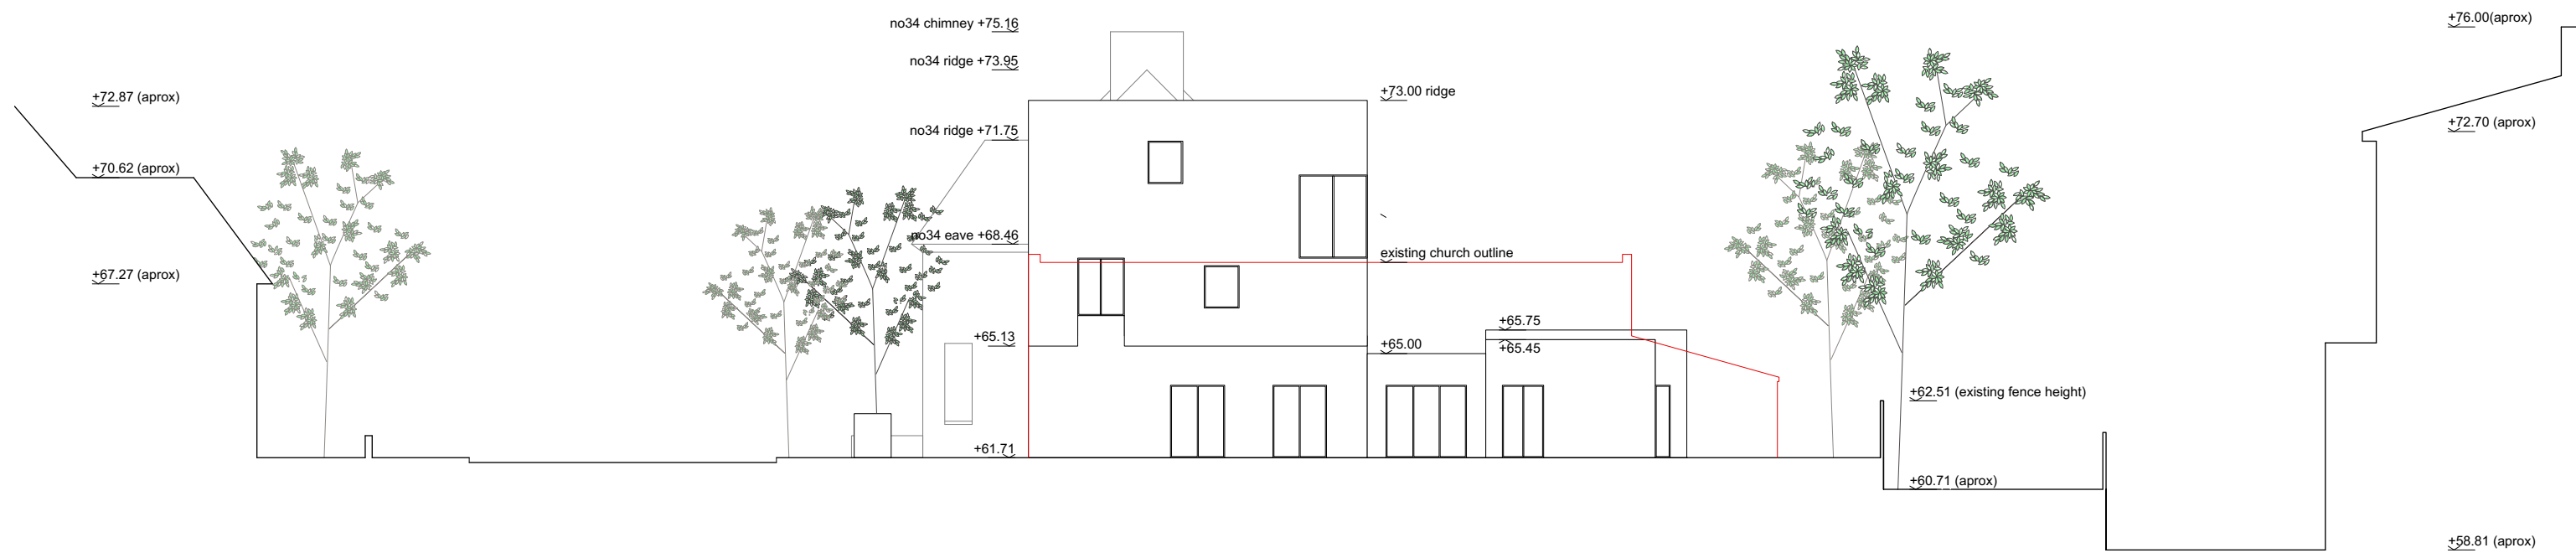 no34 chimney +75.16
+76.00(aprox)
no34 ridge +73.95
+72.87 (aprox)
+73.00 ridge
no34 ridge +71.75
+72.70 (aprox)
+70.62 (aprox)
no34 eave +68.46
existing church outline
+67.27 (aprox)
+65.75
+65.13
+65.00
+65.45
+62.51 (existing fence height)
+61.71
+60.71 (aprox)
+58.81 (aprox)